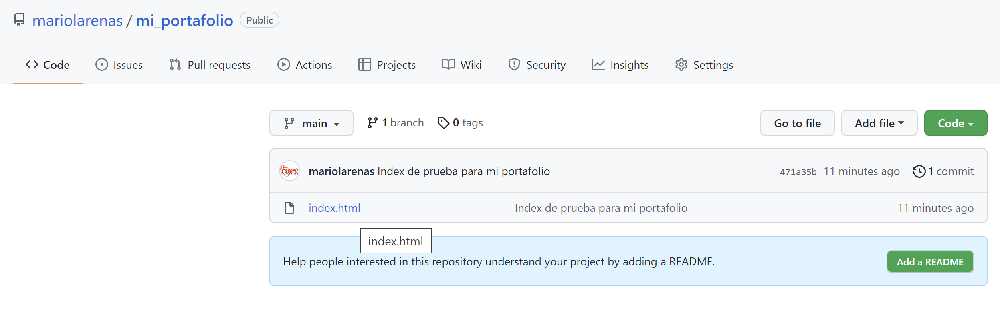 mariolarenas / mi_portafolio Public
Code Issues Pull requests Actions Projects Wiki Security Insights Settings
main 1 branch 0 tags Go to file Add file Code
Favorit
mariolarenas Index de prueba para mi portafolio 471a35b 11 minutes ago 1 commit
index.html Index de prueba para mi portafolio 11 minutes ago
index.html
Help people interested in this repository understand your project by adding a README. Add a README